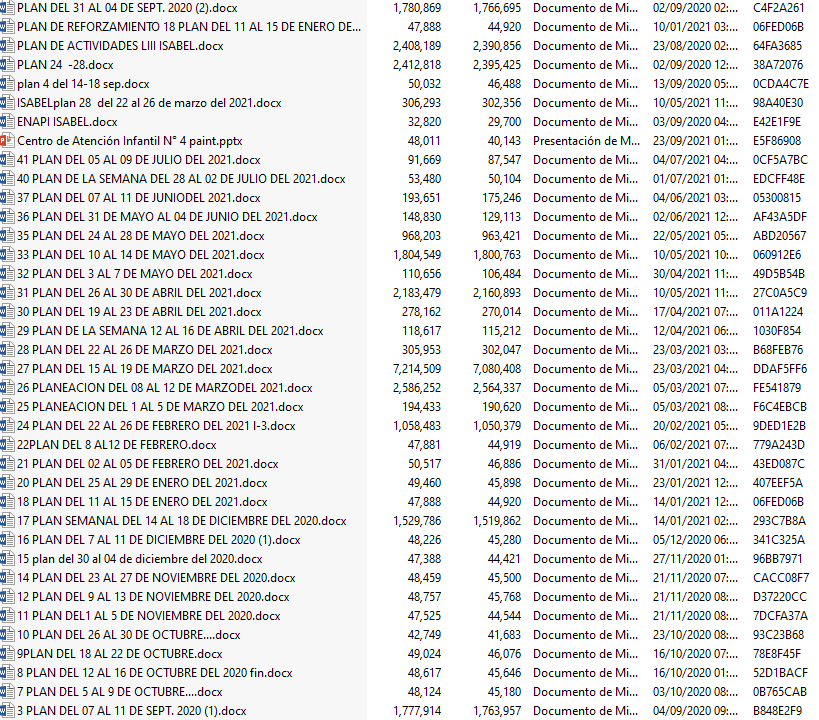 PLAN DEL 31 AL 04 DE SEPT. 2020 (2).docx 1,780,869 1,766,695 Documento de Mi... 02/09/2020 02:... C4F2A261
PLAN DE REFORZAMIENTO 18 PLAN DEL 11 AL 15 DE ENERO DE... 47,888 44,920 Documento de Mi... 10/01/2021 03:... 06FED06B
PLAN DE ACTIVIDADES LIII ISABEL.docx 2,408,189 2,390,856 Documento de Mi... 23/08/2020 02:... 64FA3685
PLAN 24 -28.docx 2,412,818 2,395,425 Documento de Mi... 02/09/2020 12:... 38A72076
plan 4 del 14-18 sep.docx 50,032 46,488 Documento de Mi... 13/09/2020 05:... 0CDA4C7E
ISABELplan 28 del 22 al 26 de marzo del 2021.docx 306,293 302,356 Documento de Mi... 10/05/2021 11:... 98A40E30
ENAPI ISABEL.docx 32,820 29,700 Documento de Mi... 03/09/2020 04:... E42E1F9E
Centro de Atención Infantil N° 4 paint.pptx 48,011 40,143 Presentación de M... 23/09/2021 01:... E5F86908
41 PLAN DEL 05 AL 09 DE JULIO DEL 2021.docx 91,669 87,547 Documento de Mi... 04/07/2021 04:... 0CF5A7BC
40 PLAN DE LA SEMANA DEL 28 AL 02 DE JULIO DEL 2021.docx 53,480 50,104 Documento de Mi... 01/07/2021 01:... EDCFF48E
37 PLAN DEL 07 AL 11 DE JUNIODEL 2021.docx 193,651 175,246 Documento de Mi... 04/06/2021 03:... 05300815
36 PLAN DEL 31 DE MAYO AL 04 DE JUNIO DEL 2021.docx 148,830 129,113 Documento de Mi... 02/06/2021 12:... AF43A5DF
35 PLAN DEL 24 AL 28 DE MAYO DEL 2021.docx 968,203 963,421 Documento de Mi... 22/05/2021 05:... ABD20567
33 PLAN DEL 10 AL 14 DE MAYO DEL 2021.docx 1,804,549 1,800,763 Documento de Mi... 10/05/2021 10:... 060912E6
32 PLAN DEL 3 AL 7 DE MAYO DEL 2021.docx 110,656 106,484 Documento de Mi... 30/04/2021 11:... 49D5B54B
31 PLAN DEL 26 AL 30 DE ABRIL DEL 2021.docx 2,183,479 2,160,893 Documento de Mi... 10/05/2021 11:... 27C0A5C9
30 PLAN DEL 19 AL 23 DE ABRIL DEL 2021.docx 278,162 270,014 Documento de Mi... 17/04/2021 07:... 011A1224
29 PLAN DE LA SEMANA 12 AL 16 DE ABRIL DEL 2021.docx 118,617 115,212 Documento de Mi... 12/04/2021 06:... 1030F854
28 PLAN DEL 22 AL 26 DE MARZO DEL 2021.docx 305,953 302,047 Documento de Mi... 23/03/2021 03:... B68FEB76
27 PLAN DEL 15 AL 19 DE MARZO DEL 2021.docx 7,214,509 7,080,408 Documento de Mi... 23/03/2021 04:... DDAF5FF6
26 PLANEACION DEL 08 AL 12 DE MARZODEL 2021.docx 2,586,252 2,564,337 Documento de Mi... 05/03/2021 07:... FE541879
25 PLANEACION DEL 1 AL 5 DE MARZO DEL 2021.docx 194,433 190,620 Documento de Mi... 05/03/2021 08:... F6C4EBCB
24 PLAN DEL 22 AL 26 DE FEBRERO DEL 2021 I-3.docx 1,058,483 1,050,379 Documento de Mi... 20/02/2021 05:... 9DED1E2B
22PLAN DEL 8 AL12 DE FEBRERO.docx 47,881 44,919 Documento de Mi... 06/02/2021 07:... 779A243D
21 PLAN DEL 02 AL 05 DE FEBRERO DEL 2021.docx 50,517 46,886 Documento de Mi... 31/01/2021 04:... 43ED087C
20 PLAN DEL 25 AL 29 DE ENERO DEL 2021.docx 49,460 45,898 Documento de Mi... 23/01/2021 12:... 407EEF5A
18 PLAN DEL 11 AL 15 DE ENERO DEL 2021.docx 47,888 44,920 Documento de Mi... 14/01/2021 12:... 06FED06B
17 PLAN SEMANAL DEL 14 AL 18 DE DICIEMBRE DEL 2020.docx 1,529,786 1,519,862 Documento de Mi... 14/01/2021 02:... 293C7B8A
16 PLAN DEL 7 AL 11 DE DICIEMBRE DEL 2020 (1).docx 48,226 45,280 Documento de Mi... 05/12/2020 06:... 341C325A
15 plan del 30 al 04 de diciembre del 2020.docx 47,388 44,421 Documento de Mi... 27/11/2020 01:... 96BB7971
14 PLAN DEL 23 AL 27 DE NOVIEMBRE DEL 2020.docx 48,459 45,500 Documento de Mi... 21/11/2020 07:... CACC08F7
12 PLAN DEL 9 AL 13 DE NOVIEMBRE DEL 2020.docx 48,757 45,768 Documento de Mi... 21/11/2020 08:... D37220CC
11 PLAN DEL1 AL 5 DE NOVIEMBRE DEL 2020.docx 47,525 44,544 Documento de Mi... 21/11/2020 08:... 7DCFA37A
10 PLAN DEL 26 AL 30 DE OCTUBRE....docx 42,749 41,683 Documento de Mi... 23/10/2020 08:... 93C23B68
9PLAN DEL 18 AL 22 DE OCTUBRE.docx 49,024 46,076 Documento de Mi... 16/10/2020 07:... 78E8F45F
8 PLAN DEL 12 AL 16 DE OCTUBRE DEL 2020 fin.docx 48,617 45,646 Documento de Mi... 16/10/2020 01:... 52D1BACF
7 PLAN DEL 5 AL 9 DE OCTUBRE....docx 48,124 45,180 Documento de Mi... 03/10/2020 08:... 0B765CAB
3 PLAN DEL 07 AL 11 DE SEPT. 2020 (1).docx 1,777,914 1,763,957 Documento de Mi... 04/09/2020 09:... B848E2F9